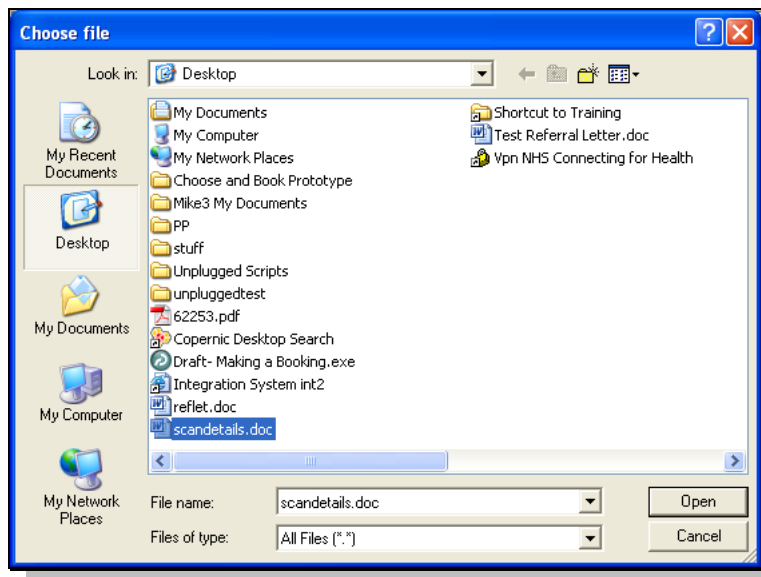 Choose file
Look in:
Desktop
My Recent
Documents
Desktop
My Documents
My Computer
My Network
Places
My Documents
My Computer
My Network Places
Choose and Book Prototype
Mike3 My Documents
PP
stuff
Unplugged Scripts
unpluggedtest
62253.pdf
Copernic Desktop Search
Draft- Making a Booking.exe
Integration System int2
reflet.doc
scandetails.doc
Shortcut to Training
Test Referral Letter.doc
Vpn NHS Connecting for Health
File name:
scandetails.doc
Open
Files of type:
All Files (*.*)
Cancel